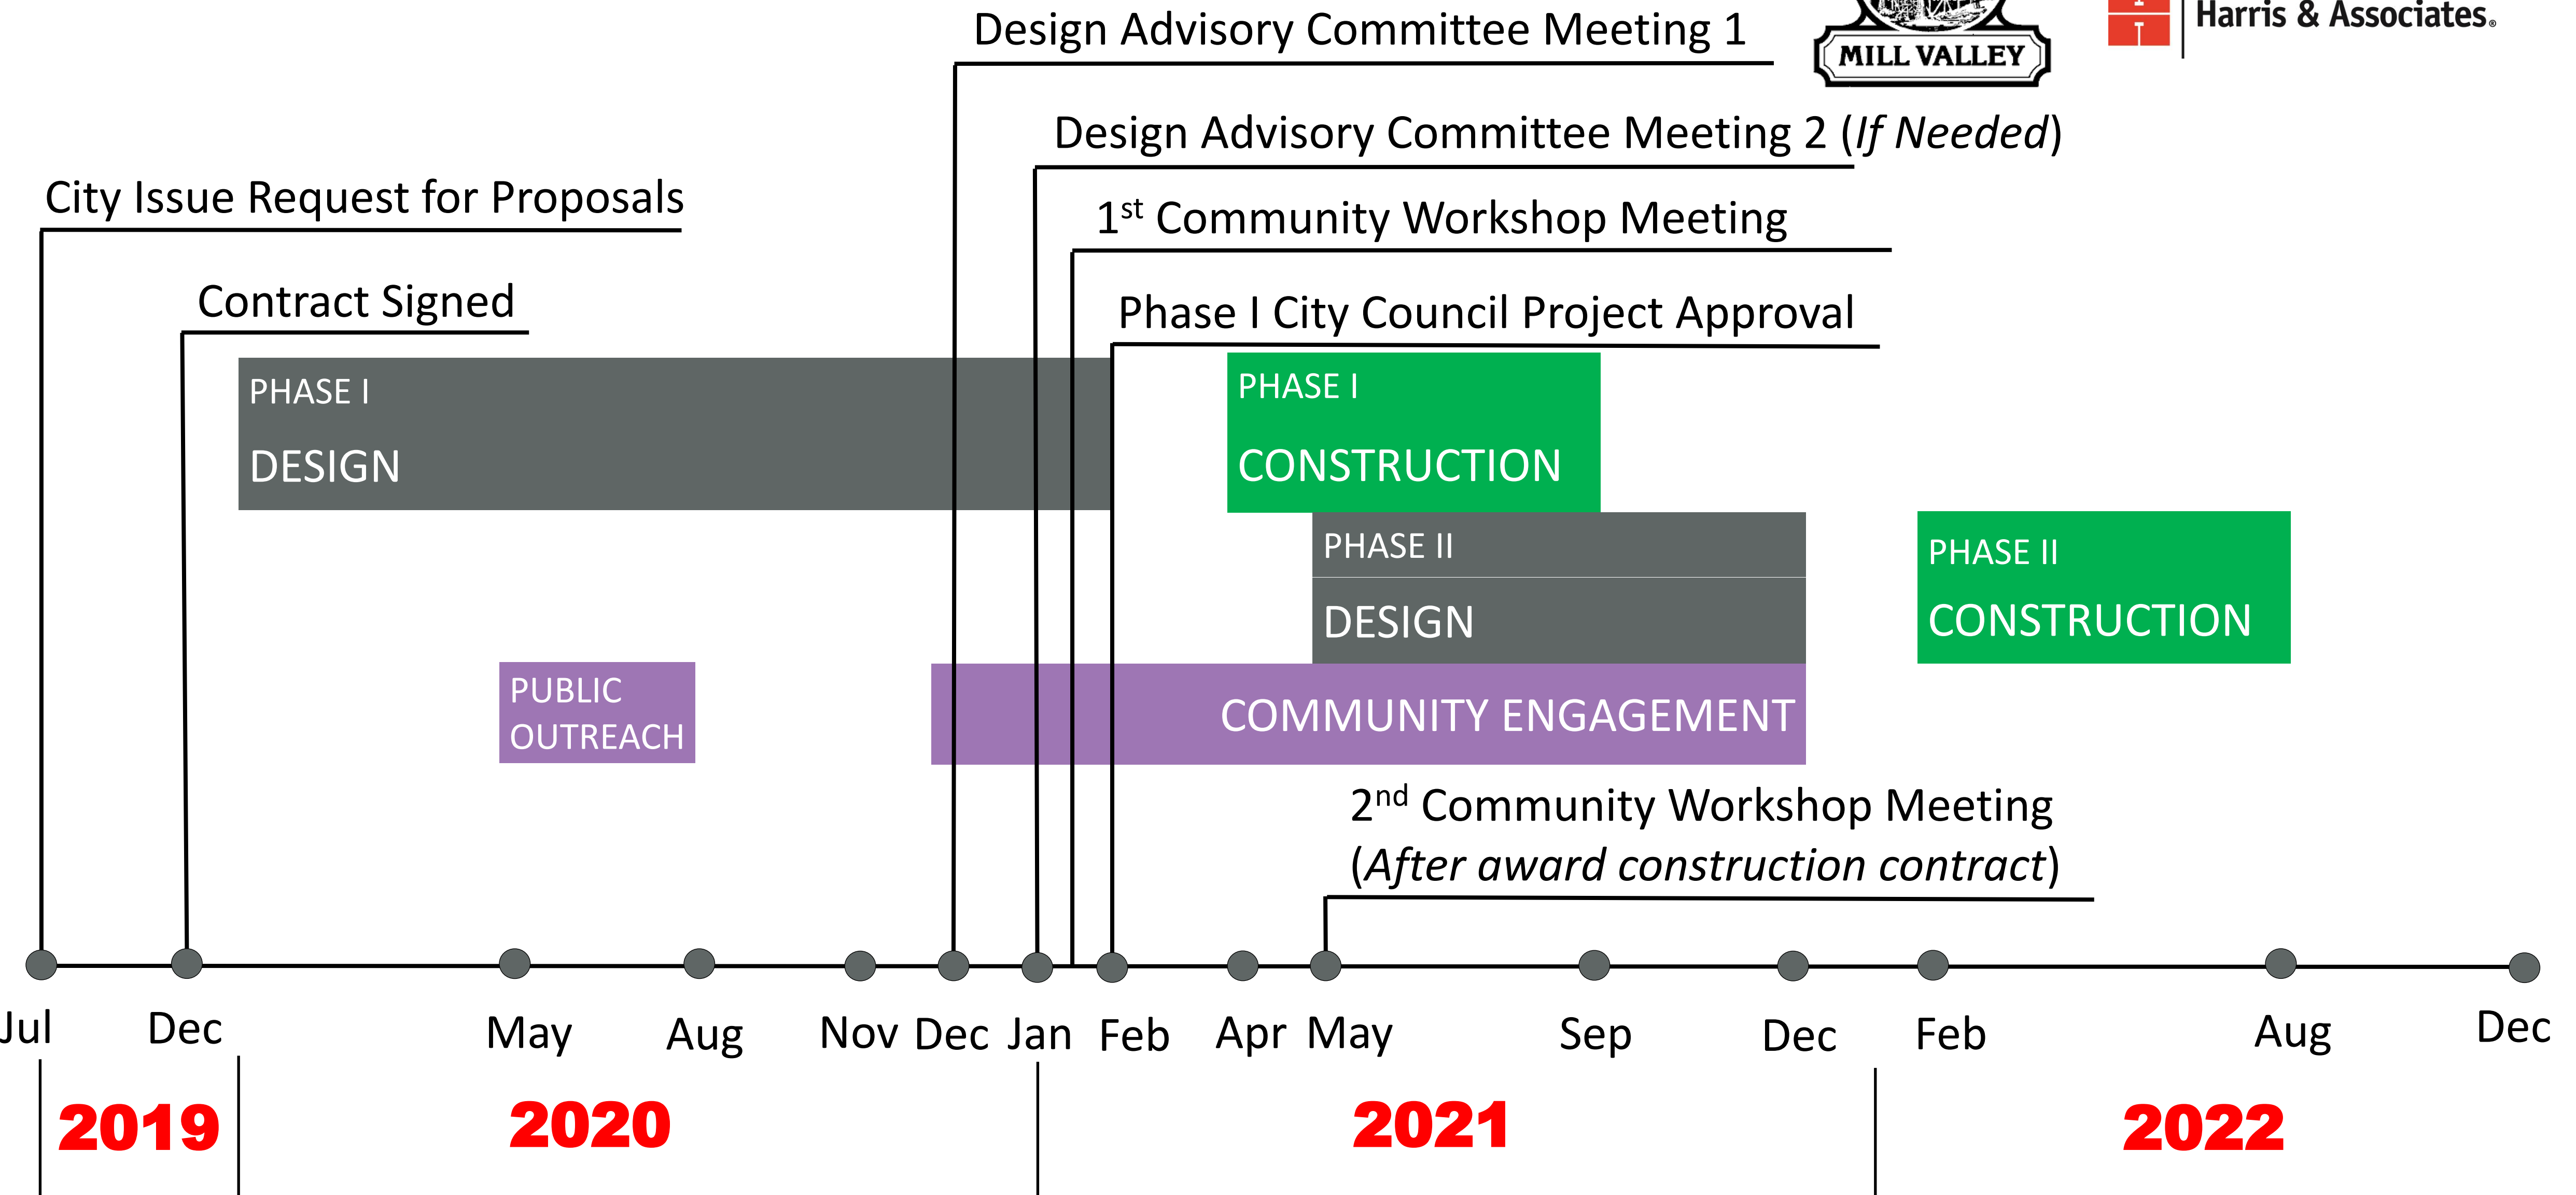 Design Advisory Committee Meeting 1
MILL VALLEY
Harris & Associates®
Design Advisory Committee Meeting 2 (If Needed)
City Issue Request for Proposals
1st Community Workshop Meeting
Contract Signed
Phase I City Council Project Approval
PHASE I
DESIGN
PHASE I
CONSTRUCTION
PHASE II
DESIGN
PHASE II
CONSTRUCTION
PUBLIC
OUTREACH
COMMUNITY ENGAGEMENT
2nd Community Workshop Meeting
(After award construction contract)
Jul Dec May Aug Nov Dec Jan Feb Apr May Sep Dec Feb Aug Dec
2019 2020 2021 2022